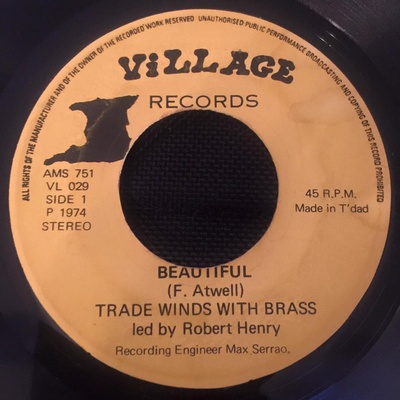 ALL RIGHTS OF THE MANUFACTURER AND OF THE OWNER OF THE RECORDED WORK RESERVED UNAUTHORISED PUBLIC PERFORMANCE BROADCASTING AND COPYING OF THIS RECORD PROHIBITED
ViLLAGE
RECORDS
AMS 751
VL 029
SIDE 1
P 1974
STEREO
45 R.P.M.
Made in T'dad
BEAUTIFUL
(F. Atwell)
TRADE WINDS WITH BRASS
led by Robert Henry
Recording Engineer Max Serrao.